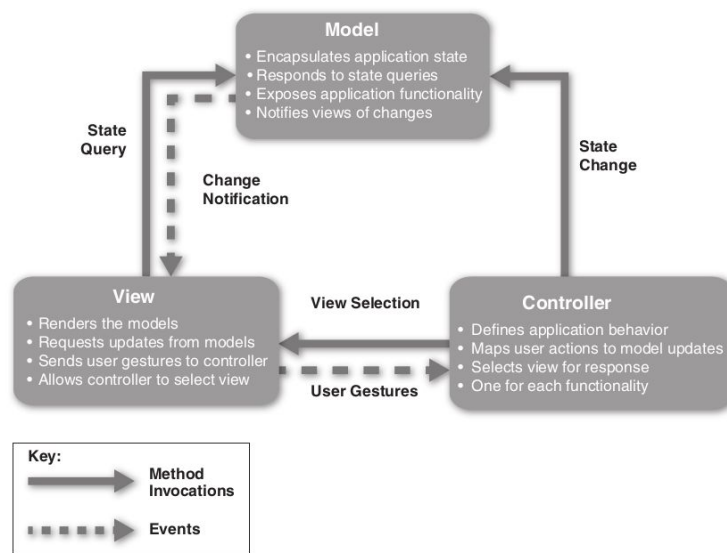 Model
• Encapsulates application state
• Responds to state queries
• Exposes application functionality
• Notifies views of changes
State
Query
Change
Notification
State
Change
View
• Renders the models
• Requests updates from models
• Sends user gestures to controller
• Allows controller to select view
View Selection
User Gestures
Controller
• Defines application behavior
• Maps user actions to model updates
• Selects view for response
• One for each functionality
Key:
Method
Invocations
Events